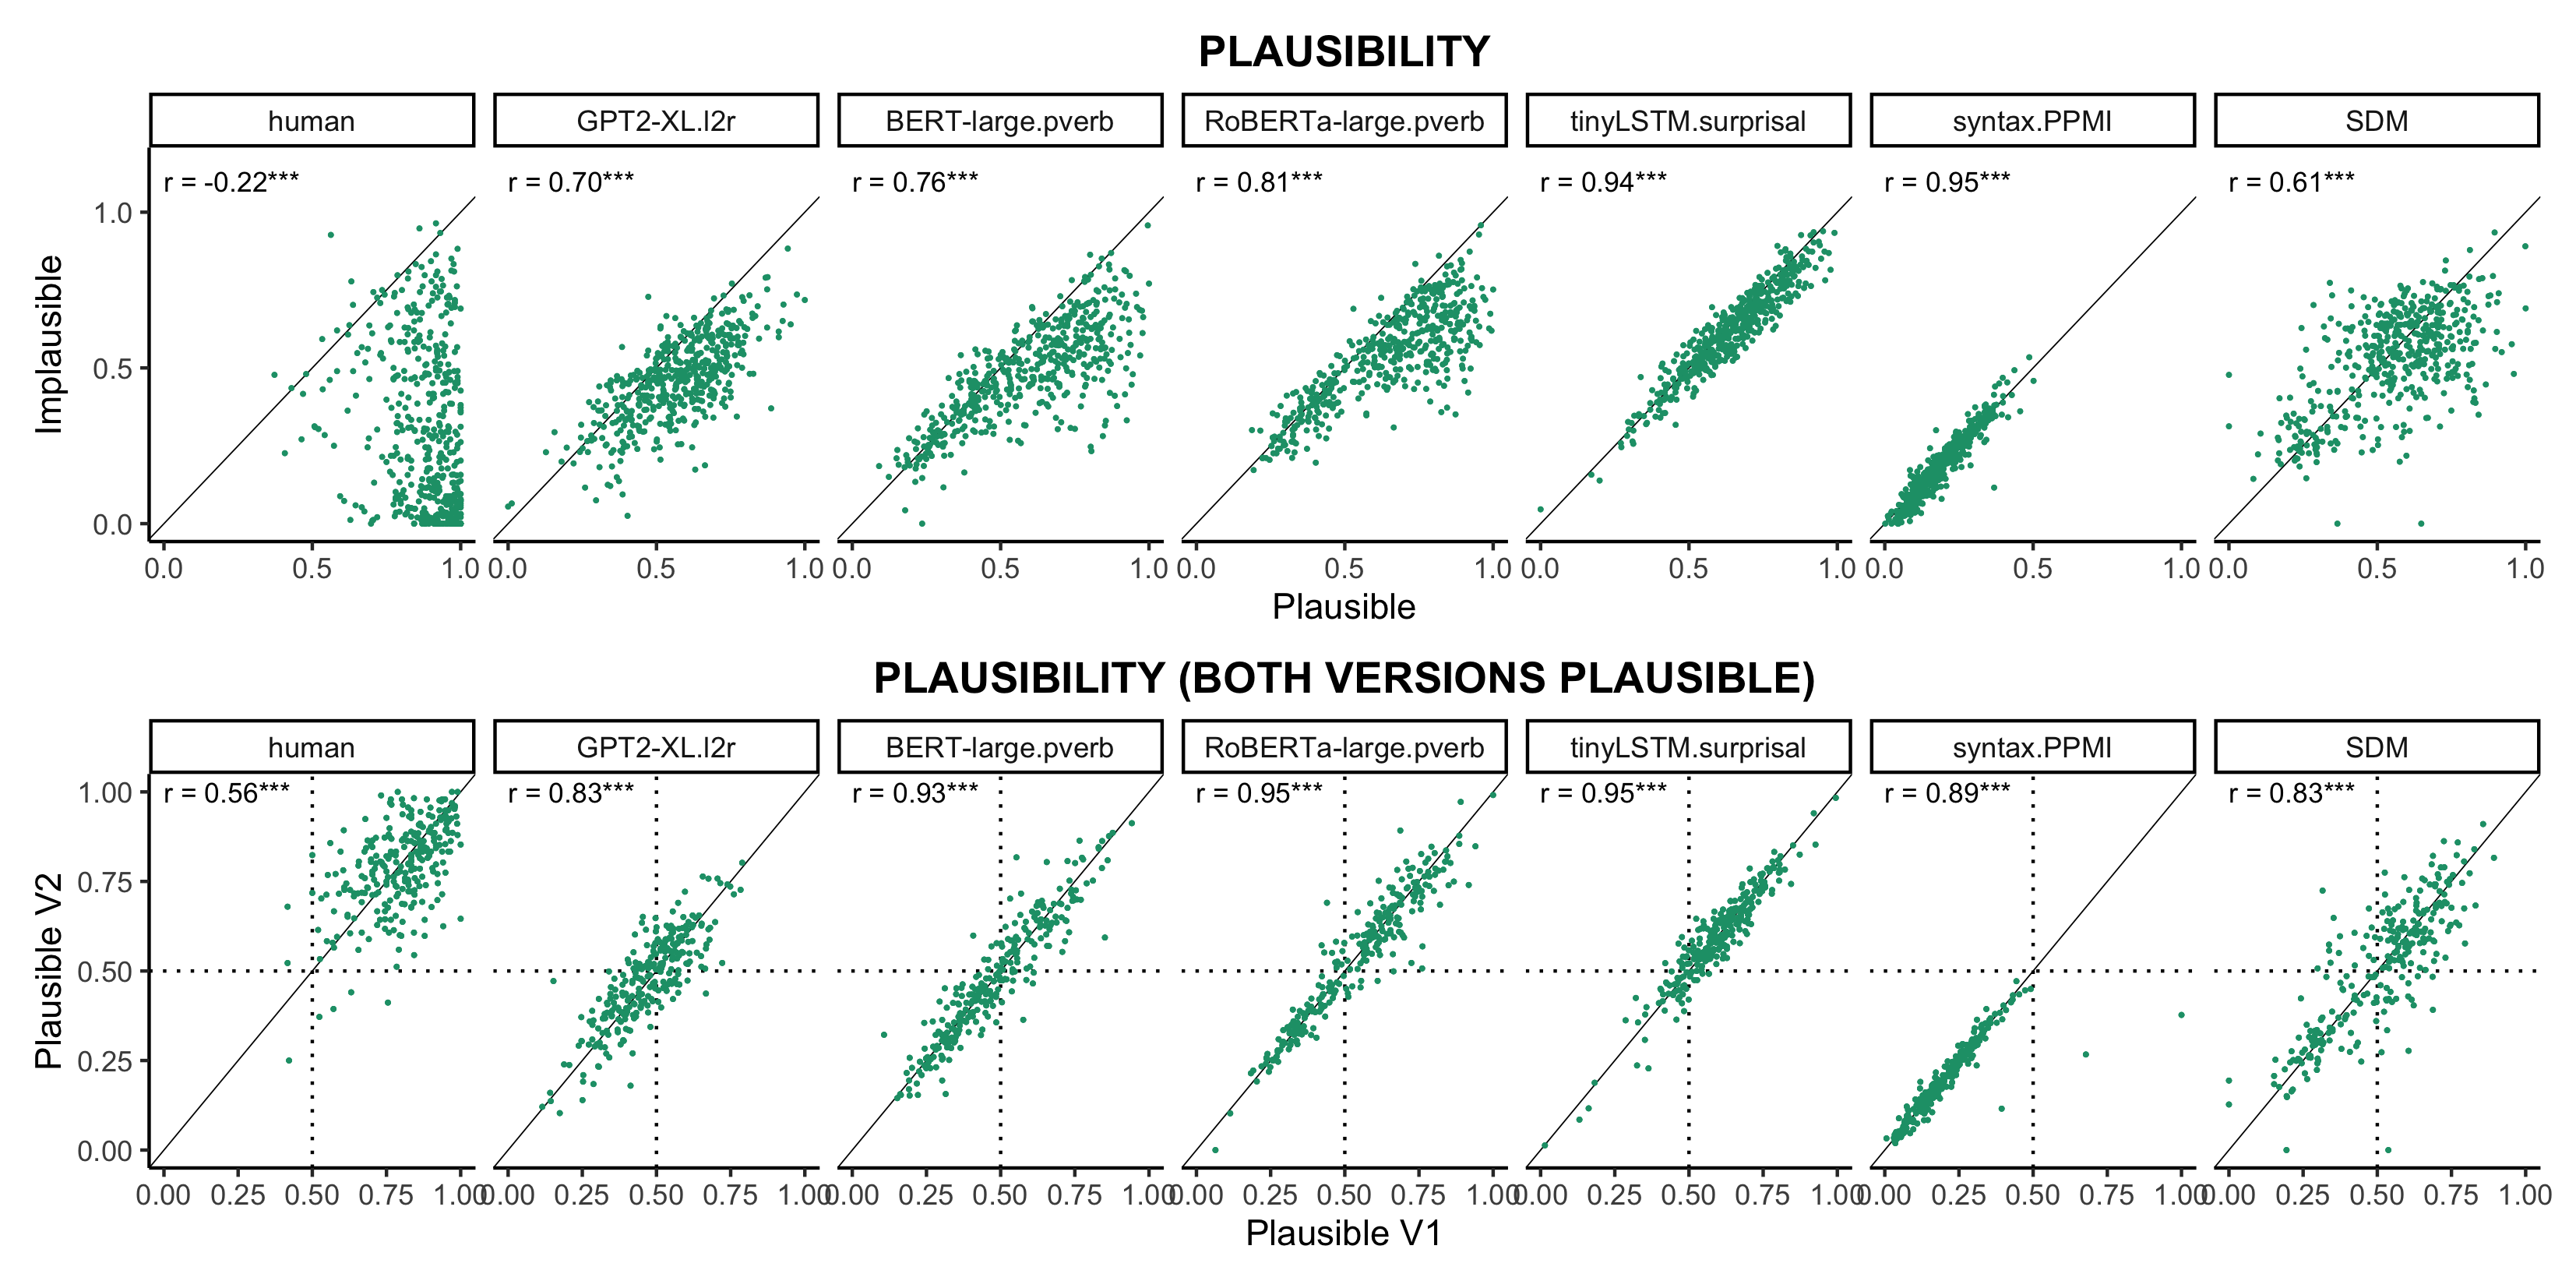 PLAUSIBILITY
human GPT2-XL.l2r BERT-large.pverb RoBERTa-large.pverb tinyLSTM.surprisal syntax.PPMI SDM
r = -0.22*** r = 0.70*** r = 0.76*** r = 0.81*** r = 0.94*** r = 0.95*** r = 0.61***
1.0
0.5
0.0
Implausible
0.0 0.5 1.0 0.0 0.5 1.0 0.0 0.5 1.0 0.0 0.5 1.0 0.0 0.5 1.0 0.0 0.5 1.0 0.0 0.5 1.0
Plausible
PLAUSIBILITY (BOTH VERSIONS PLAUSIBLE)
human GPT2-XL.l2r BERT-large.pverb RoBERTa-large.pverb tinyLSTM.surprisal syntax.PPMI SDM
r = 0.56*** r = 0.83*** r = 0.93*** r = 0.95*** r = 0.95*** r = 0.89*** r = 0.83***
1.00
0.75
0.50
0.25
0.00
Plausible V2
0.00 0.25 0.50 0.75 1.00 0.00 0.25 0.50 0.75 1.00 0.00 0.25 0.50 0.75 1.00 0.00 0.25 0.50 0.75 1.00 0.00 0.25 0.50 0.75 1.00 0.00 0.25 0.50 0.75 1.00 0.00 0.25 0.50 0.75 1.00
Plausible V1